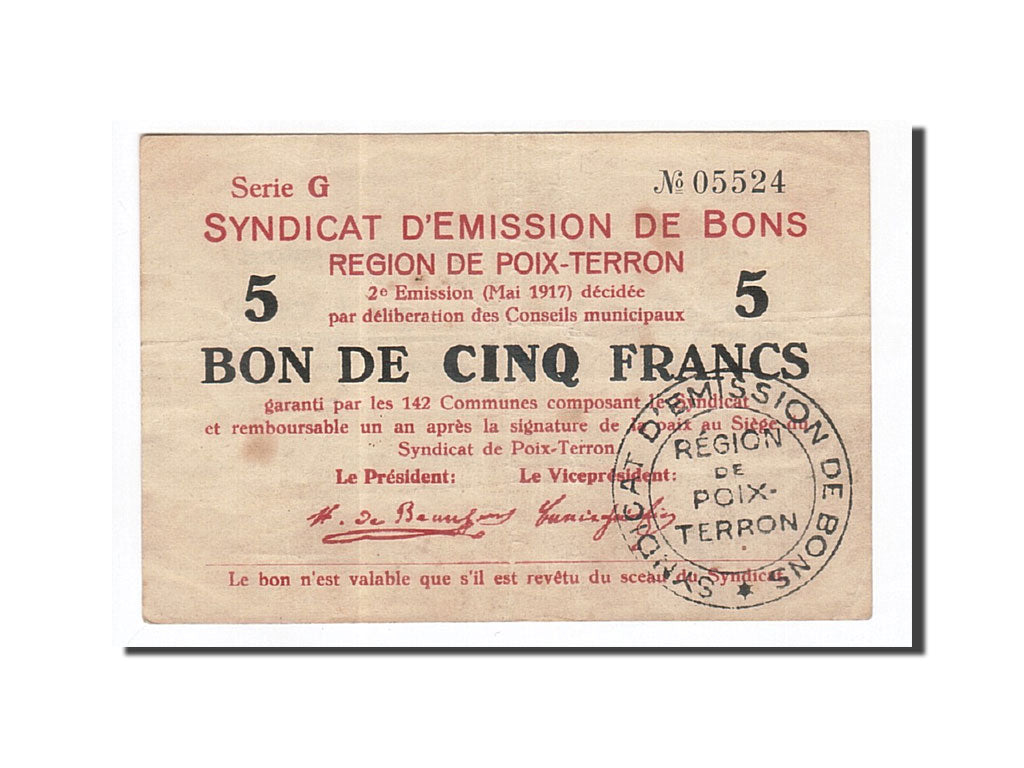 Serie G
№ 05524
SYNDICAT D'EMISSION DE BONS
REGION DE POIX-TERRON
5
2e Emission (Mai 1917) décidée
5
par déliberation des Conseils municipaux
BON DE CINQ FRANCS
garanti par les 142 Communes composant le Syndicat
et remboursable un an après la signature de la paix au Siège du
Syndicat de Poix-Terron
Le Président:
Le Viceprésident:
H. de Beauffort
Le bon n'est valable que s'il est revêtu du sceau du Syndicat
SYNDICAT D'EMISSION DE BONS
RÉGION
DE
POIX-
TERRON